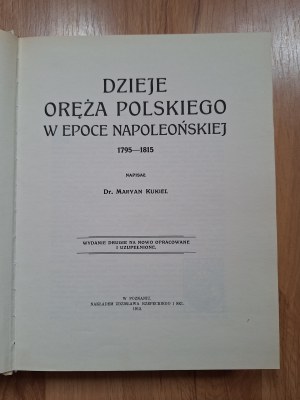 DZIEJE
ORĘŻA POLSKIEGO
W EPOCE NAPOLEOŃSKIEJ
1795—1815
NAPISAŁ
Dr. MARYAN KUKIEL
WYDANIE DRUGIE NA NOWO OPRACOWANE
I UZUPEŁNIONE.
W POZNANIU.
NAKŁADEM ZDZISŁAWA RZEPECKIEGO I SKI.